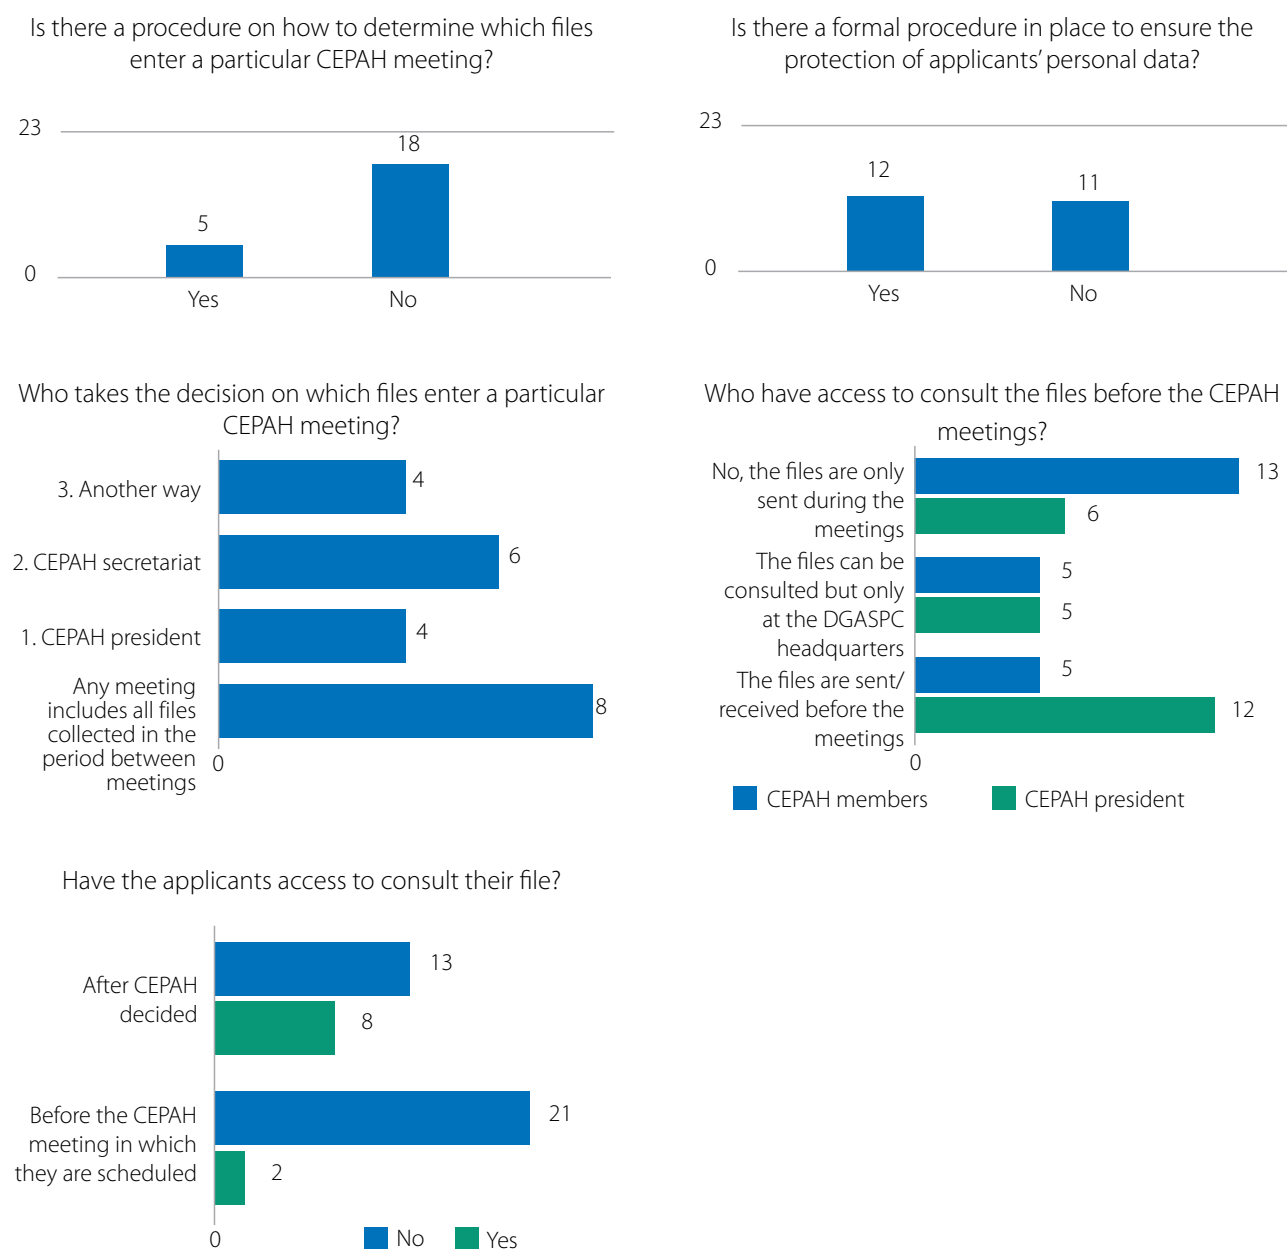 Is there a procedure on how to determine which files
enter a particular CEPAH meeting?
23
18
5
0
Yes
No
Is there a formal procedure in place to ensure the
protection of applicants' personal data?
23
12
11
0
Yes
No
Who takes the decision on which files enter a particular
CEPAH meeting?
3. Another way
4
2. CEPAH secretariat
6
1. CEPAH president
4
Any meeting
includes all files
collected in the
period between
meetings
8
0
Who have access to consult the files before the CEPAH
meetings?
No, the files are only
sent during the
meetings
13
6
The files can be
consulted but only
at the DGASPC
headquarters
5
5
The files are sent/
received before the
meetings
5
12
0
CEPAH members
CEPAH president
Have the applicants access to consult their file?
After CEPAH
decided
13
8
Before the CEPAH
meeting in which
they are scheduled
21
2
0
No
Yes